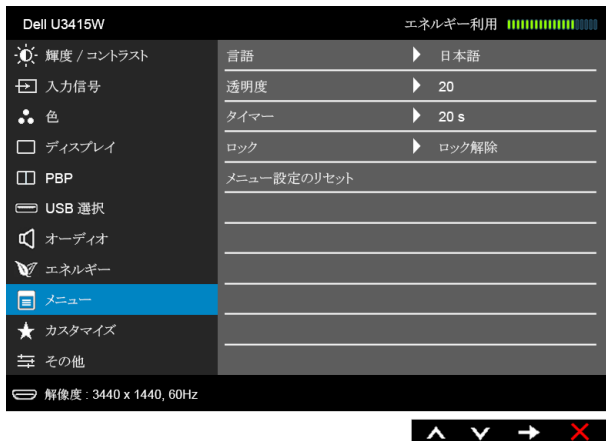 Dell U3415W エネルギー利用
輝度 / コントラスト 言語 日本語
入力信号 透明度 20
色 タイマー 20 s
ディスプレイ ロック ロック解除
PBP メニュー設定のリセット
USB 選択
オーディオ
エネルギー
メニュー
カスタマイズ
その他
解像度 : 3440 x 1440, 60Hz